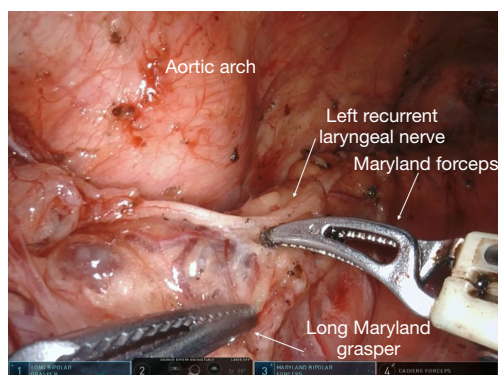 Aortic arch
Left recurrent
laryngeal nerve
Maryland forceps
Long Maryland
grasper
1 LONG BIPOLAR
GRASPER
2
3 MARYLAND BIPOLAR
FORCEPS
4 CADIERE FORCEPS